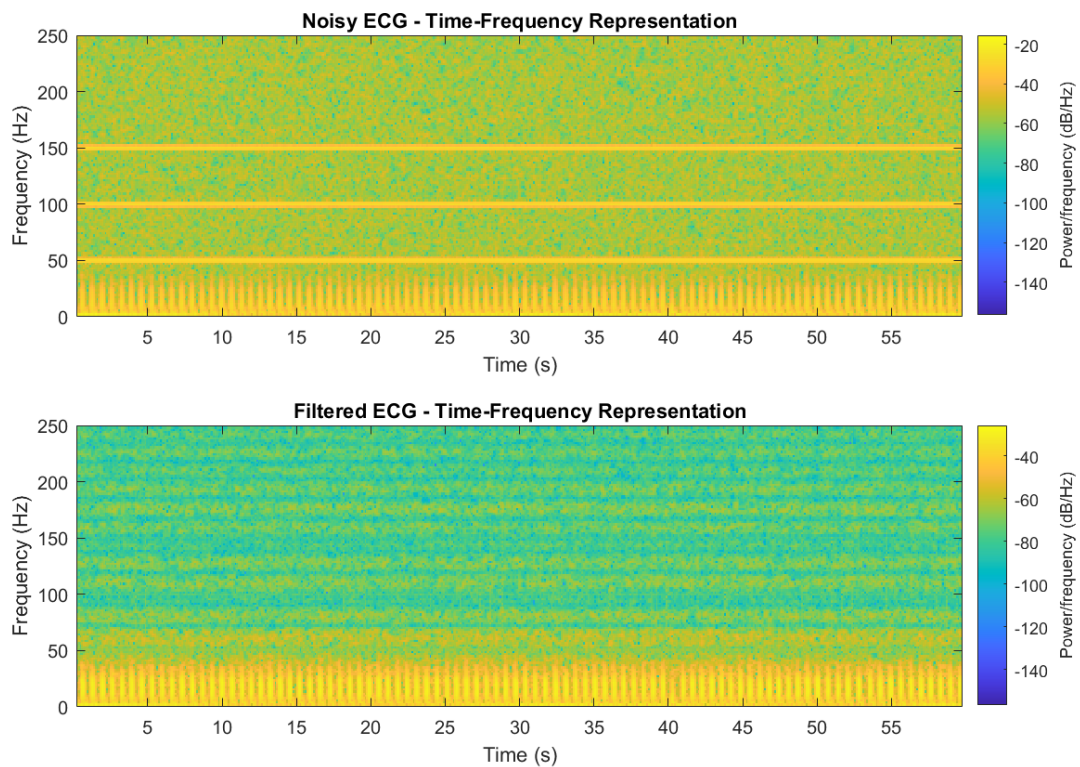 Noisy ECG - Time-Frequency Representation
250
200
150
100
50
0
Frequency (Hz)
5 10 15 20 25 30 35 40 45 50 55
Time (s)
-20
-40
-60
-80
-100
-120
-140
Power/frequency (dB/Hz)
Filtered ECG - Time-Frequency Representation
250
200
150
100
50
0
Frequency (Hz)
5 10 15 20 25 30 35 40 45 50 55
Time (s)
-40
-60
-80
-100
-120
-140
Power/frequency (dB/Hz)